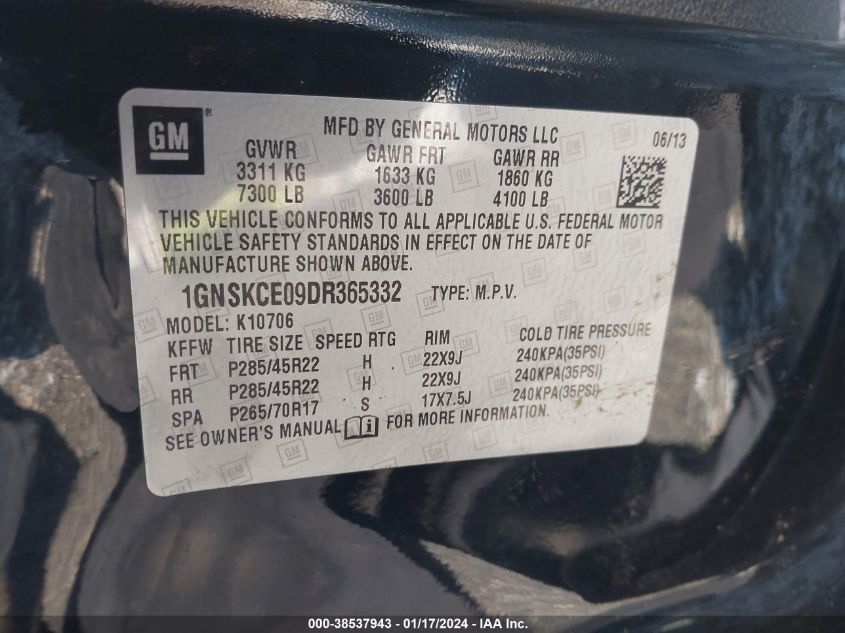 GM®
MFD BY GENERAL MOTORS LLC 06/13
GVWR GAWR FRT GAWR RR
3311 KG 1633 KG 1860 KG
7300 LB 3600 LB 4100 LB
THIS VEHICLE CONFORMS TO ALL APPLICABLE U.S. FEDERAL MOTOR
VEHICLE SAFETY STANDARDS IN EFFECT ON THE DATE OF
MANUFACTURE SHOWN ABOVE.
1GNSKCE09DR365332 TYPE: M.P.V.
MODEL: K10706
KFFW TIRE SIZE SPEED RTG RIM COLD TIRE PRESSURE
FRT P285/45R22 H 22X9J 240KPA(35PSI)
RR P285/45R22 H 22X9J 240KPA(35PSI)
SPA P265/70R17 S 17X7.5J 240KPA(35PSI)
SEE OWNER'S MANUAL i FOR MORE INFORMATION.
000-38537943 - 01/17/2024 - IAAI Inc.